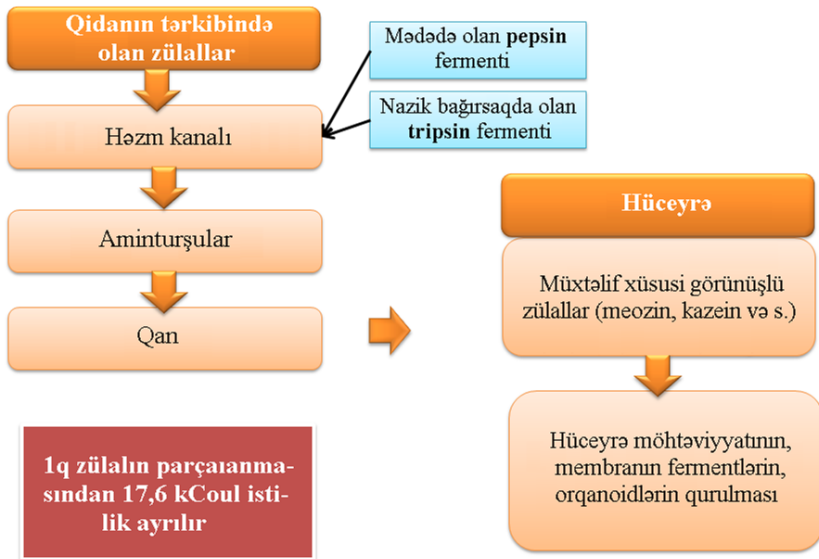 Qidanın tərkibində
olan zülallar
Mədədə olan pepsin
fermenti
Nazik bağırsaqda olan
tripsin fermenti
Həzm kanalı
Aminturşular
Qan
Hüceyrə
Müxtəlif xüsusi görünüşlü
zülallar (meozin, kazein və s.)
Hüceyrə möhtəviyyatının,
membranın fermentlərin,
orqanoidlərin qurulması
1q zülalın parçaıanma-
sından 17,6 kCoul isti-
lik ayrılır